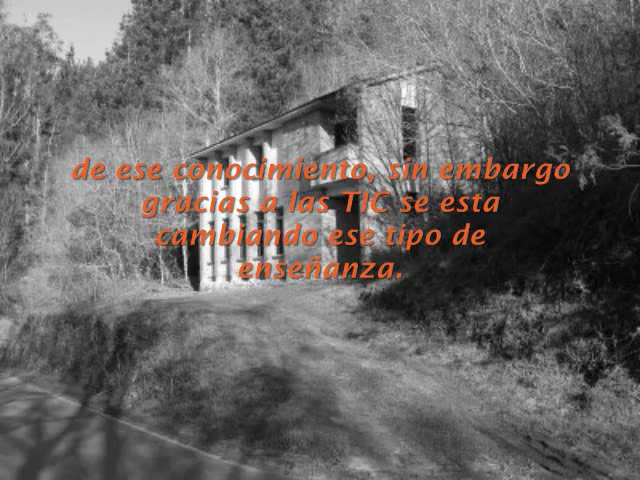 de ese conocimiento, sin embargo
gracias a las TIC se esta
cambiando ese tipo de
enseñanza.